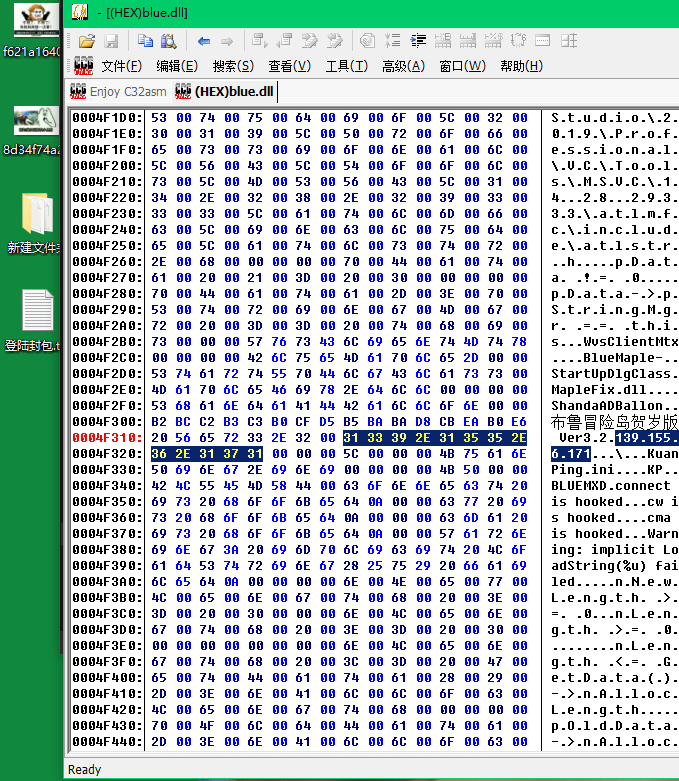 - [(HEX)blue.dll]
文件(F) 编辑(E) 搜索(S) 查看(V) 工具(T) 高级(A) 窗口(W) 帮助(H)
Enjoy C32asm (HEX)blue.dll
0004F1D0: 53 00 74 00 75 00 64 00 69 00 6F 00 5C 00 32 00 S.t.u.d.i.o.\.2.
0004F1E0: 30 00 31 00 39 00 5C 00 50 00 72 00 6F 00 66 00 0.1.9.\.P.r.o.f.
0004F1F0: 65 00 73 00 73 00 69 00 6F 00 6E 00 61 00 6C 00 e.s.s.i.o.n.a.l.
0004F200: 5C 00 56 00 43 00 5C 00 54 00 6F 00 6F 00 6C 00 \.V.C.\.T.o.o.l.
0004F210: 73 00 5C 00 4D 00 53 00 56 00 43 00 5C 00 31 00 s.\.M.S.V.C.\.1.
0004F220: 34 00 2E 00 32 00 38 00 2E 00 32 00 39 00 33 00 4...2.8...2.9.3.
0004F230: 33 00 33 00 5C 00 61 00 74 00 6C 00 6D 00 66 00 3.3.\.a.t.l.m.f.
0004F240: 63 00 5C 00 69 00 6E 00 63 00 6C 00 75 00 64 00 c.\.i.n.c.l.u.d.
0004F250: 65 00 5C 00 61 00 74 00 6C 00 73 00 74 00 72 00 e.\.a.t.l.s.t.r.
0004F260: 2E 00 68 00 00 00 00 00 70 00 44 00 61 00 74 00 ..h.....p.D.a.t.
0004F270: 61 00 20 00 21 00 3D 00 20 00 30 00 00 00 00 00 a. .!.=. .0.....
0004F280: 70 00 44 00 61 00 74 00 61 00 2D 00 3E 00 70 00 p.D.a.t.a.-.>.p.
0004F290: 53 00 74 00 72 00 69 00 6E 00 67 00 4D 00 67 00 S.t.r.i.n.g.M.g.
0004F2A0: 72 00 20 00 3D 00 3D 00 20 00 74 00 68 00 69 00 r. .=.=. .t.h.i.
0004F2B0: 73 00 00 00 57 76 73 43 6C 69 65 6E 74 4D 74 78 s...WvsClientMtx
0004F2C0: 00 00 00 00 42 6C 75 65 4D 61 70 6C 65 2D 00 00 ....BlueMaple-..
0004F2D0: 53 74 61 72 74 55 70 44 6C 67 43 6C 61 73 73 00 StartUpDlgClass.
0004F2E0: 4D 61 70 6C 65 46 69 78 2E 64 6C 6C 00 00 00 00 MapleFix.dll....
0004F2F0: 53 68 61 6E 64 61 41 44 42 61 6C 6C 6F 6E 00 00 ShandaADBallon..
0004F300: B2 BC C2 B3 C3 B0 CF D5 B5 BA BA D8 CB EA B0 E6 布鲁冒险岛贺岁版
0004F310: 20 56 65 72 33 2E 32 00 31 33 39 2E 31 35 35 2E  Ver3.2.139.155.
0004F320: 36 2E 31 37 31 00 00 00 5C 00 00 00 4B 75 61 6E 6.171...\...Kuan
0004F330: 50 69 6E 67 2E 69 6E 69 00 00 00 00 4B 50 00 00 Ping.ini....KP..
0004F340: 42 4C 55 45 4D 58 44 00 63 6F 6E 6E 65 63 74 20 BLUEMXD.connect
0004F350: 69 73 20 68 6F 6F 6B 65 64 0A 00 00 63 77 20 69 is hooked...cw i
0004F360: 73 20 68 6F 6F 6B 65 64 0A 00 00 00 63 6D 61 20 s hooked....cma
0004F370: 69 73 20 68 6F 6F 6B 65 64 0A 00 00 57 61 72 6E is hooked...Warn
0004F380: 69 6E 67 3A 20 69 6D 70 6C 69 63 69 74 20 4C 6F ing: implicit Lo
0004F390: 61 64 53 74 72 69 6E 67 28 25 75 29 20 66 61 69 adString(%u) fai
0004F3A0: 6C 65 64 0A 00 00 00 00 6E 00 4E 00 65 00 77 00 led.....n.N.e.w.
0004F3B0: 4C 00 65 00 6E 00 67 00 74 00 68 00 20 00 3E 00 L.e.n.g.t.h. .>.
0004F3C0: 3D 00 20 00 30 00 00 00 6E 00 4C 00 65 00 6E 00 =. .0...n.L.e.n.
0004F3D0: 67 00 74 00 68 00 20 00 3E 00 3D 00 20 00 30 00 g.t.h. .>.=. .0.
0004F3E0: 00 00 00 00 00 00 00 00 6E 00 4C 00 65 00 6E 00 ........n.L.e.n.
0004F3F0: 67 00 74 00 68 00 20 00 3C 00 3D 00 20 00 47 00 g.t.h. .<.=. .G.
0004F400: 65 00 74 00 44 00 61 00 74 00 61 00 28 00 29 00 e.t.D.a.t.a.(.).
0004F410: 2D 00 3E 00 6E 00 41 00 6C 00 6C 00 6F 00 63 00 -.>.n.A.l.l.o.c.
0004F420: 4C 00 65 00 6E 00 67 00 74 00 68 00 00 00 00 00 L.e.n.g.t.h.....
0004F430: 70 00 4F 00 6C 00 64 00 44 00 61 00 74 00 61 00 p.O.l.d.D.a.t.a.
0004F440: 2D 00 3E 00 6E 00 41 00 6C 00 6C 00 6F 00 63 00 -.>.n.A.l.l.o.c.
Ready
f621a1640
8d34f74a2
新建文件
登陆封包.t